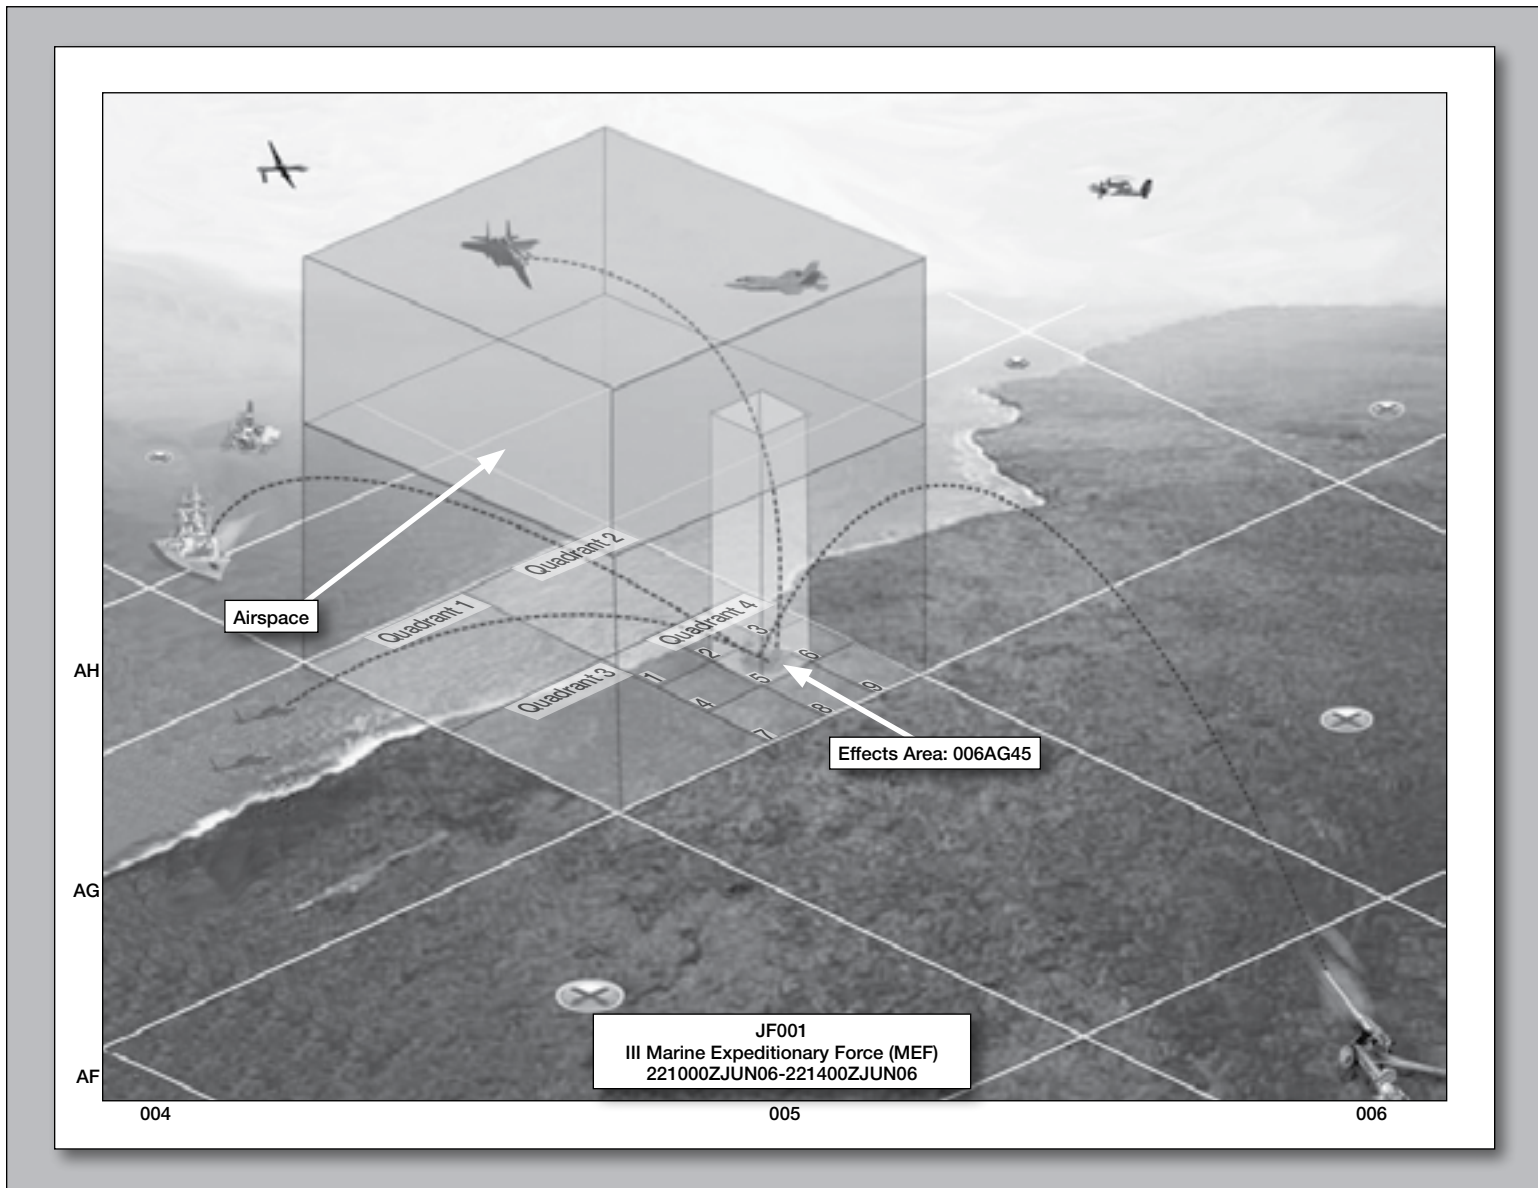 Quadrant 2
Airspace
Quadrant 1
Quadrant 4
Quadrant 3
3
2
6
1
5
9
4
8
7
Effects Area: 006AG45
AH
AG
AF
JF001
III Marine Expeditionary Force (MEF)
221000ZJUN06-221400ZJUN06
004
005
006